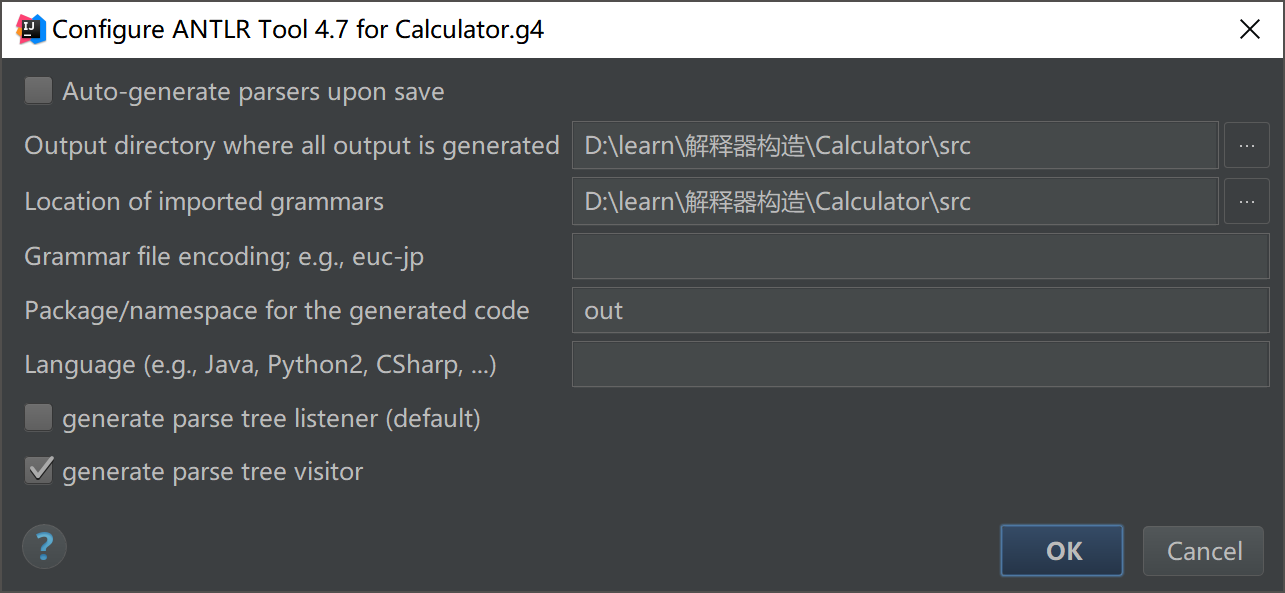 Configure ANTLR Tool 4.7 for Calculator.g4
Auto-generate parsers upon save
Output directory where all output is generated D:\learn\解释器构造\Calculator\src ...
Location of imported grammars D:\learn\解释器构造\Calculator\src ...
Grammar file encoding; e.g., euc-jp
Package/namespace for the generated code out
Language (e.g., Java, Python2, CSharp, ...)
generate parse tree listener (default)
generate parse tree visitor
? OK Cancel